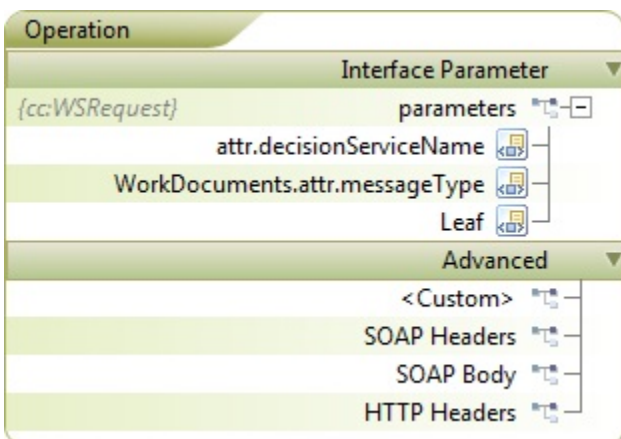 Operation
Interface Parameter
{cc:WSRequest} parameters
attr.decisionServiceName
WorkDocuments.attr.messageType
Leaf
Advanced
<Custom>
SOAP Headers
SOAP Body
HTTP Headers